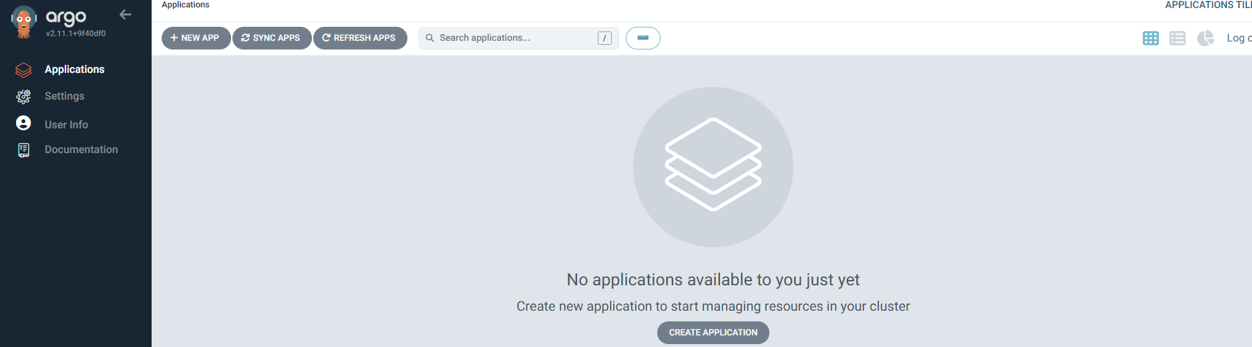 argo
v2.11.1+9f40df0
Applications
Settings
User Info
Documentation
Applications
APPLICATIONS
+ NEW APP
SYNC APPS
REFRESH APPS
Search applications...
/
Log
No applications available to you just yet
Create new application to start managing resources in your cluster
CREATE APPLICATION